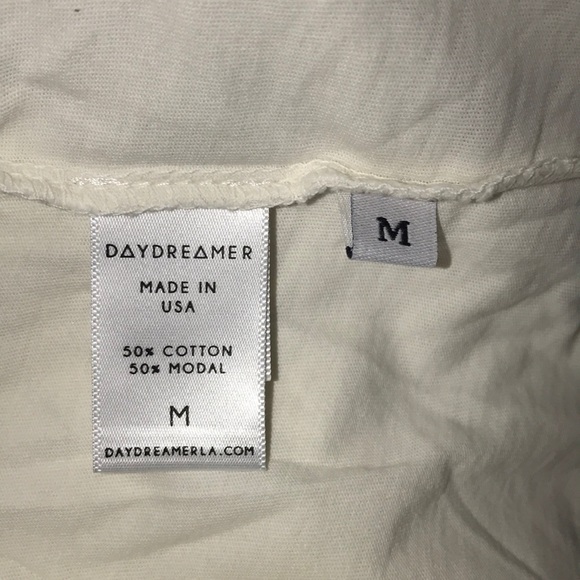 DAYDREAMER
MADE IN
USA
50% COTTON
50% MODAL
M
DAYDREAMERLA.COM
M